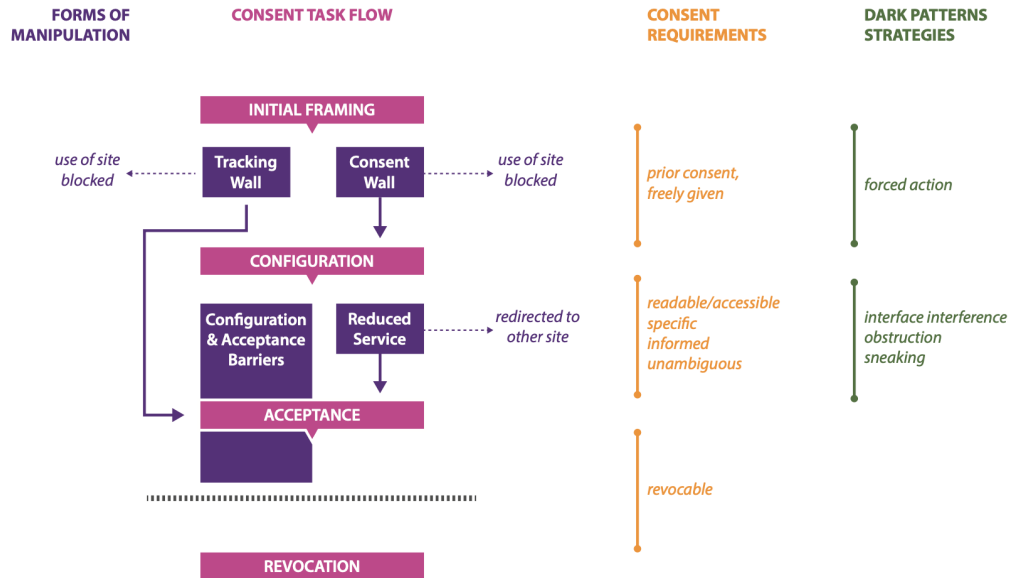 FORMS OF
MANIPULATION
CONSENT TASK FLOW
CONSENT
REQUIREMENTS
DARK PATTERNS
STRATEGIES
INITIAL FRAMING
use of site
blocked
Tracking
Wall
Consent
Wall
use of site
blocked
prior consent,
freely given
forced action
CONFIGURATION
Configuration
& Acceptance
Barriers
Reduced
Service
redirected to
other site
readable/accessible
specific
informed
unambiguous
interface interference
obstruction
sneaking
ACCEPTANCE
revocable
REVOCATION